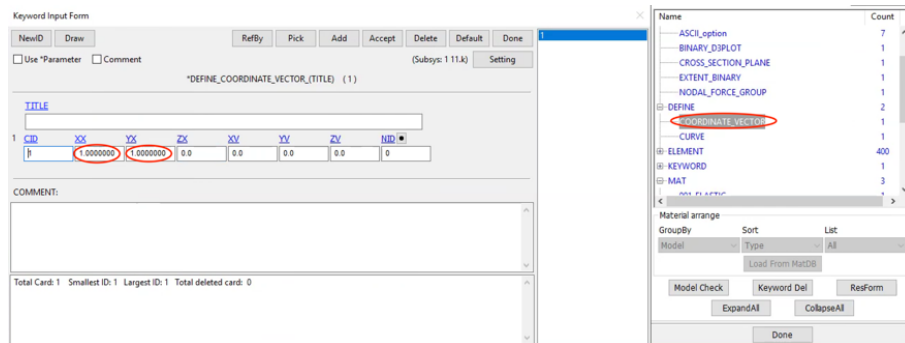 Keyword Input Form
NewID Draw RefBy Pick Add Accept Delete Default Done
Use *Parameter Comment (Subsys: 1 11.k) Setting
*DEFINE_COORDINATE_VECTOR_(TITLE) (1)
TITLE
1 CID XX YX ZX XV YV ZV NID
1 1.0000000 1.0000000 0.0 0.0 0.0 0.0 0
COMMENT:
Total Card: 1 Smallest ID: 1 Largest ID: 1 Total deleted card: 0
1
Name Count
ASCII_option 7
BINARY_D3PLOT 1
CROSS_SECTION_PLANE 1
EXTENT_BINARY 1
NODAL_FORCE_GROUP 1
DEFINE 2
COORDINATE_VECTOR 1
CURVE 1
ELEMENT 400
KEYWORD 1
MAT 3
001-ELASTIC 1
Material arrange
GroupBy Sort List
Model Type All
Load From MatDB
Model Check Keyword Del ResForm
ExpandAll CollapseAll
Done